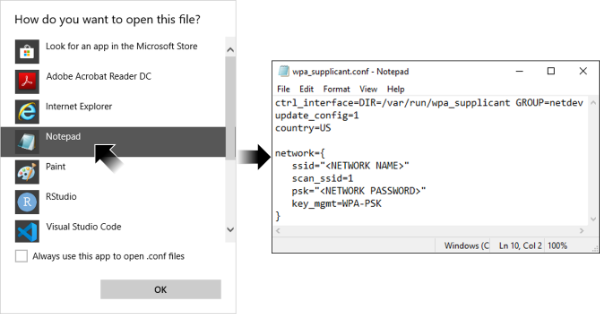 How do you want to open this file?
Look for an app in the Microsoft Store
Adobe Acrobat Reader DC
Internet Explorer
Notepad
Paint
RStudio
Visual Studio Code
Always use this app to open .conf files
OK
wpa_supplicant.conf - Notepad
File Edit Format View Help
ctrl_interface=DIR=/var/run/wpa_supplicant GROUP=netdev
update_config=1
country=US
network={
ssid="<NETWORK NAME>"
scan_ssid=1
psk="<NETWORK PASSWORD>"
key_mgmt=WPA-PSK
}
Windows (C Ln 10, Col 2 100%